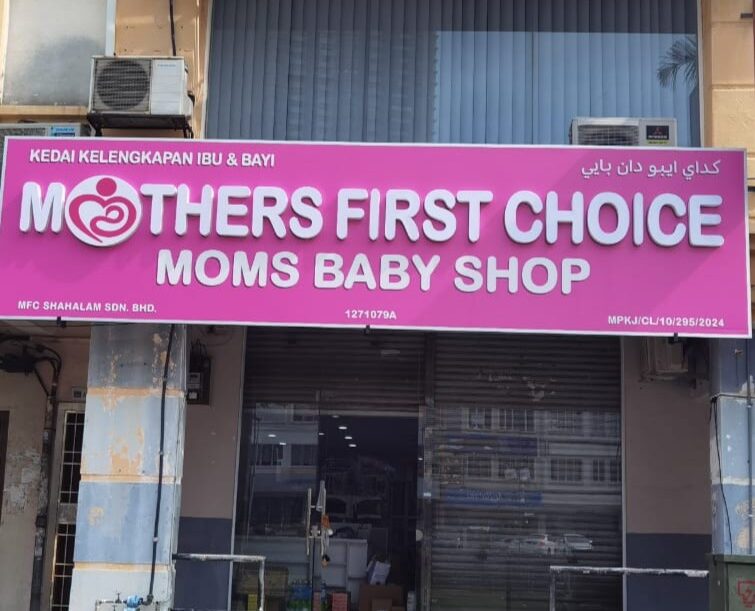 KEDAI KELENGKAPAN IBU & BAYI
كداي ايبو دان بايي
MOTHERS FIRST CHOICE
MOMS BABY SHOP
MFC SHAHALAM SDN. BHD.
1271079A
MPKJ/CL/10/295/2024